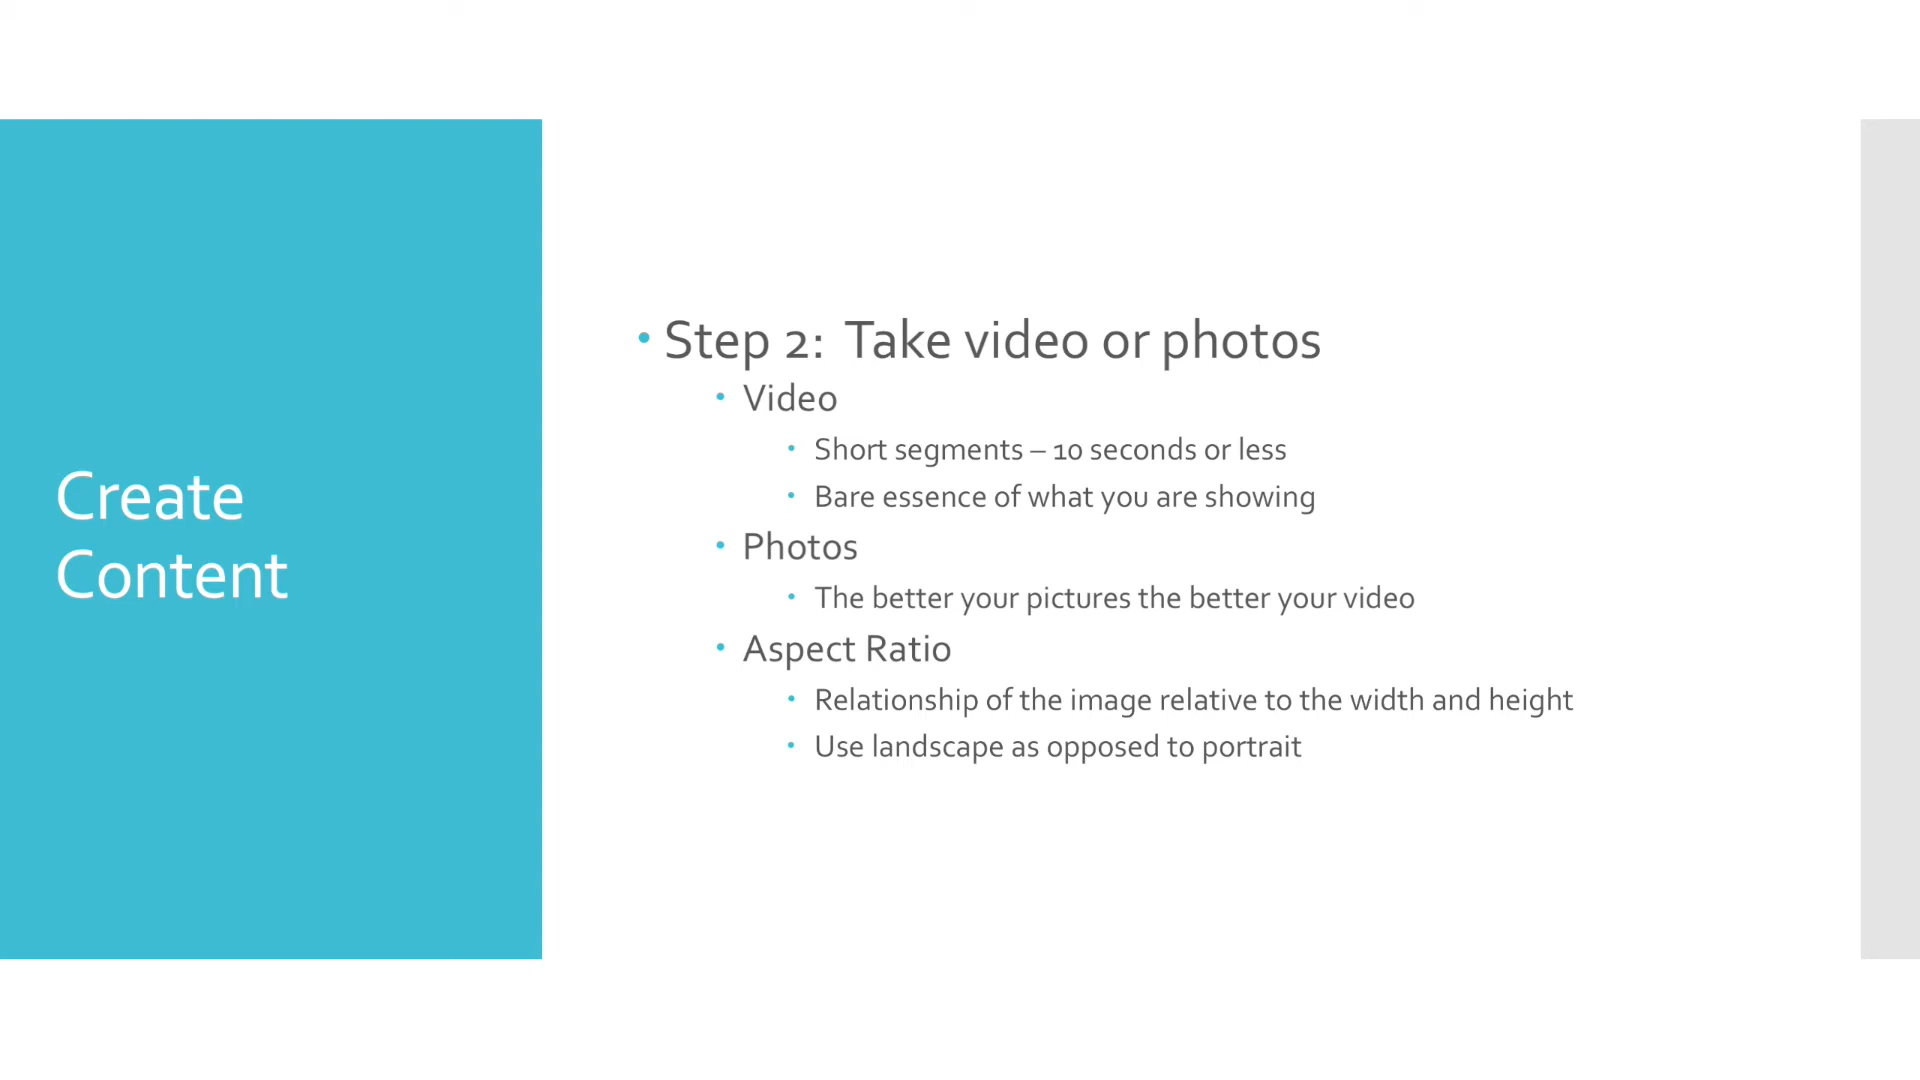 Create
Content
• Step 2: Take video or photos
• Video
• Short segments – 10 seconds or less
• Bare essence of what you are showing
• Photos
• The better your pictures the better your video
• Aspect Ratio
• Relationship of the image relative to the width and height
• Use landscape as opposed to portrait